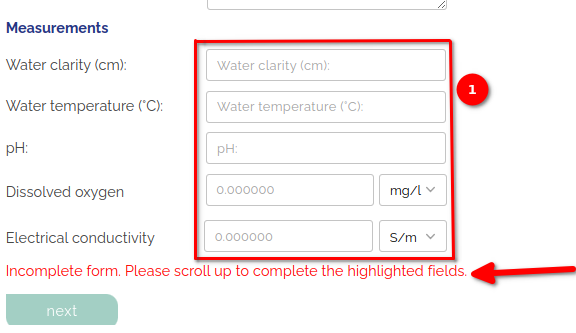 Measurements
Water clarity (cm): Water clarity (cm):
1
Water temperature (°C): Water temperature (°C):
pH: pH:
Dissolved oxygen 0.000000 mg/l
Electrical conductivity 0.000000 S/m
Incomplete form. Please scroll up to complete the highlighted fields.
next